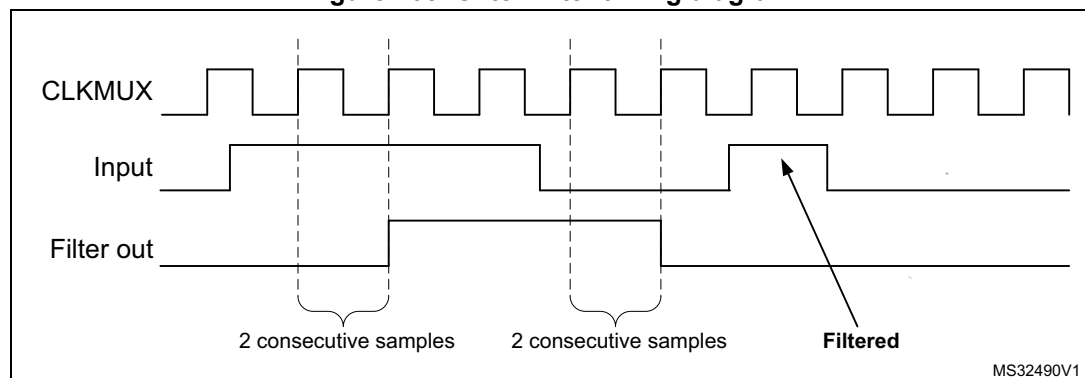 CLKMUX
Input
Filter out
2 consecutive samples 2 consecutive samples Filtered
MS32490V1